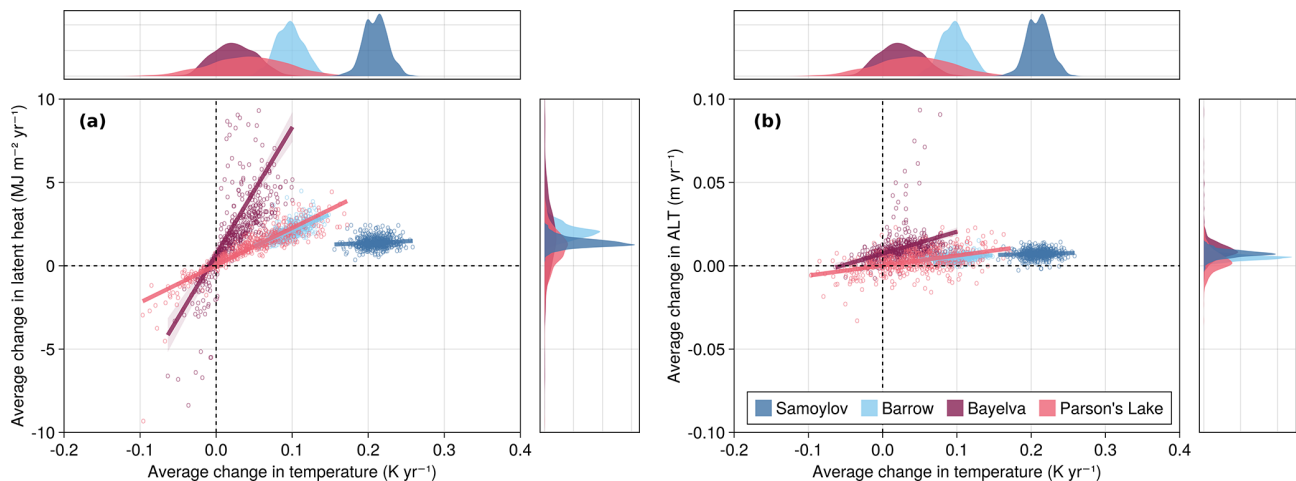 (a)
Average change in latent heat (MJ m⁻² yr⁻¹)
10
5
0
-5
-10
-0.2
-0.1
0.0
0.1
0.2
0.3
0.4
Average change in temperature (K yr⁻¹)
(b)
Average change in ALT (m yr⁻¹)
0.10
0.05
0.00
-0.05
-0.10
Samoylov
Barrow
Bayelva
Parson's Lake
-0.2
-0.1
0.0
0.1
0.2
0.3
0.4
Average change in temperature (K yr⁻¹)